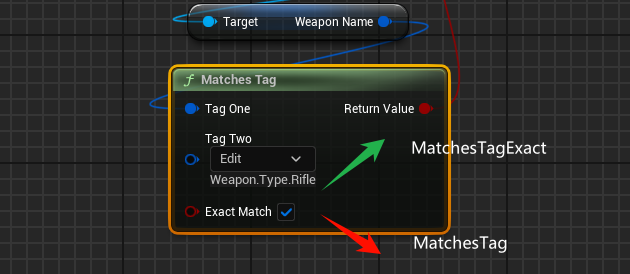 Target
Weapon Name
f Matches Tag
Tag One
Return Value
Tag Two
Edit
Weapon.Type.Rifle
MatchesTagExact
Exact Match
MatchesTag